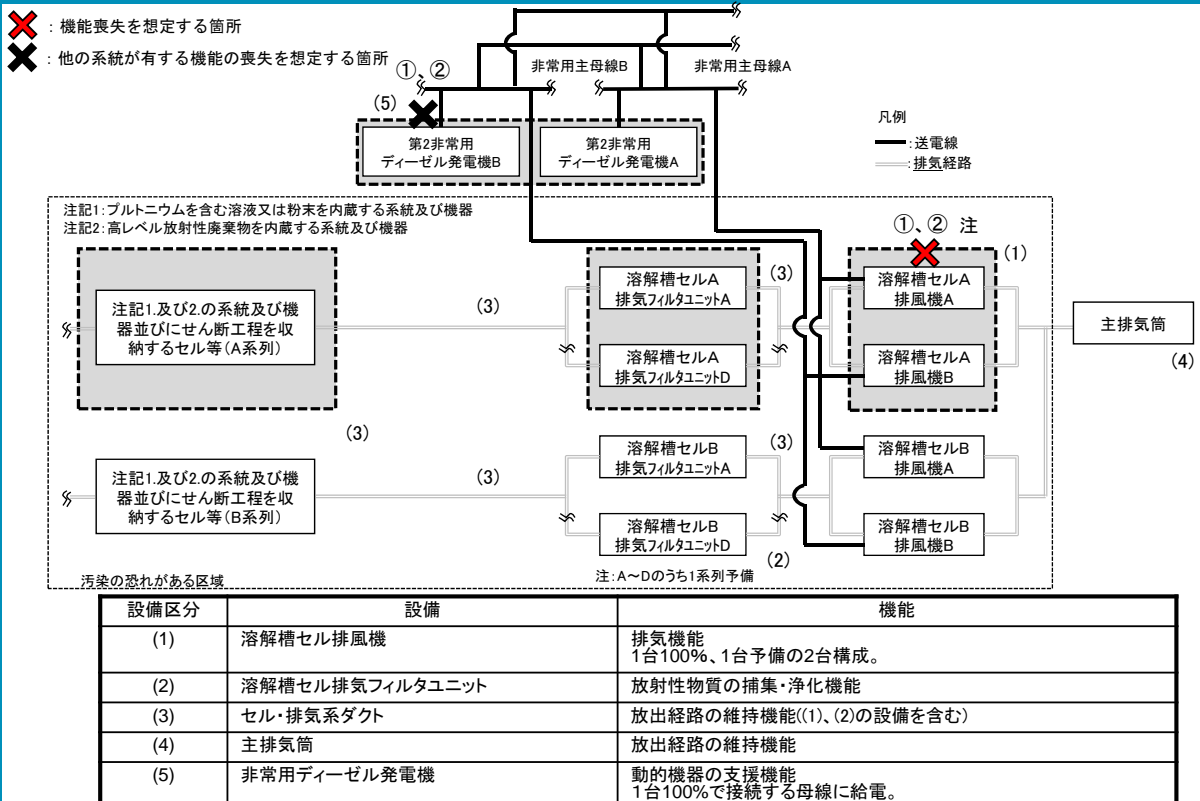 ：機能喪失を想定する箇所
：他の系統が有する機能の喪失を想定する箇所
①、②
非常用主母線B
非常用主母線A
(5)
第2非常用
ディーゼル発電機B
第2非常用
ディーゼル発電機A
凡例
：送電線
：排気経路
注記1：プルトニウムを含む溶液又は粉末を内蔵する系統及び機器
注記2：高レベル放射性廃棄物を内蔵する系統及び機器
①、② 注
(1)
注記1.及び2.の系統及び機
器並びにせん断工程を収
納するセル等(A系列)
(3)
溶解槽セルA
排気フィルタユニットA
(3)
溶解槽セルA
排風機A
溶解槽セルA
排気フィルタユニットD
溶解槽セルA
排風機B
主排気筒
(4)
(3)
注記1.及び2.の系統及び機
器並びにせん断工程を収
納するセル等(B系列)
(3)
溶解槽セルB
排気フィルタユニットA
(3)
溶解槽セルB
排風機A
溶解槽セルB
排気フィルタユニットD
(2)
溶解槽セルB
排風機B
汚染の恐れがある区域
注：A～Dのうち1系列予備
設備区分 設備 機能
(1) 溶解槽セル排風機 排気機能
1台100%、1台予備の2台構成。
(2) 溶解槽セル排気フィルタユニット 放射性物質の捕集・浄化機能
(3) セル・排気系ダクト 放出経路の維持機能((1)、(2)の設備を含む)
(4) 主排気筒 放出経路の維持機能
(5) 非常用ディーゼル発電機 動的機器の支援機能
1台100%で接続する母線に給電。